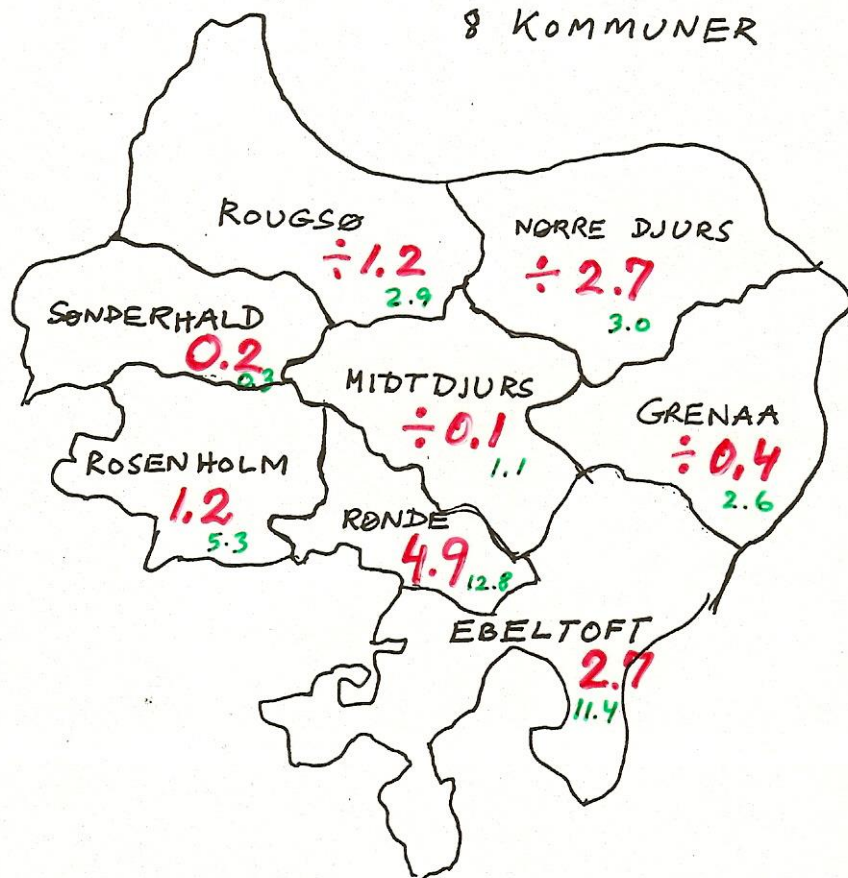 8 KOMMUNER
ROUGSØ
÷1.2
2.9
NØRRE DJURS
÷2.7
3.0
SØNDERHALD
0.2
0.3
MIDTDJURS
÷0.1
1.1
GRENAA
÷0.4
2.6
ROSENHOLM
1.2
5.3
RØNDE
4.9
12.8
EBELTOFT
2.7
11.4